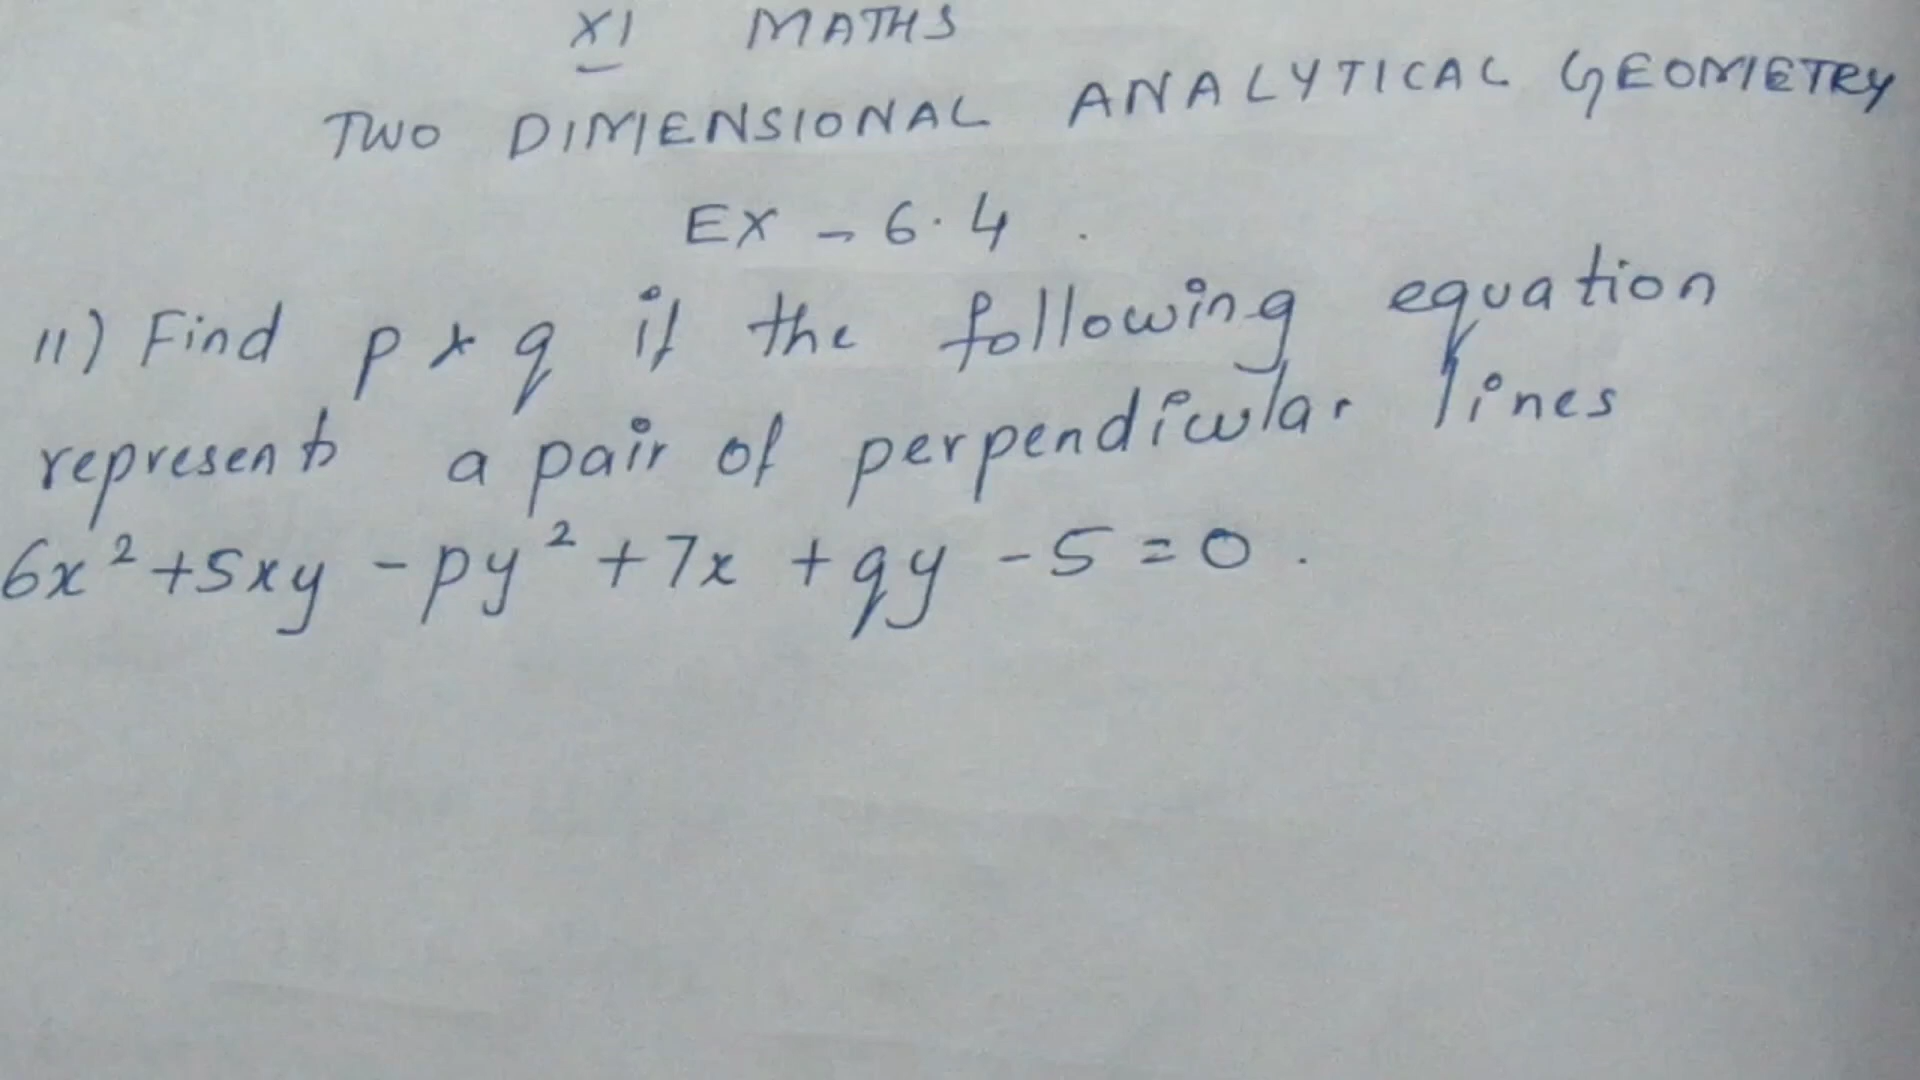 XI MATHS
TWO DIMENSIONAL ANALYTICAL GEOMETRY
EX - 6.4 .
11) Find p & q if the following equation
represents a pair of perpendicular lines
6x² + 5xy - py² + 7x + qy - 5 = 0 .